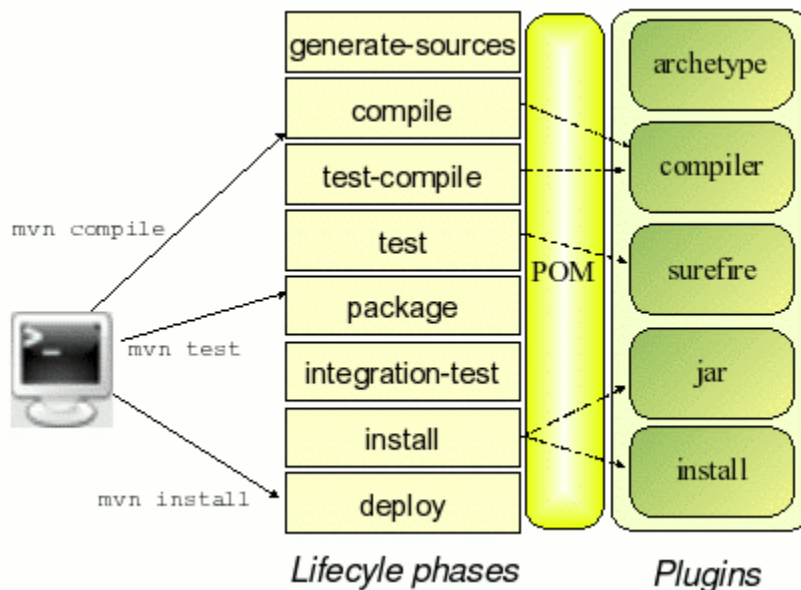 generate-sources
compile
test-compile
test
package
integration-test
install
deploy
Lifecyle phases
mvn compile
mvn test
mvn install
>_
POM
archetype
compiler
surefire
jar
install
Plugins